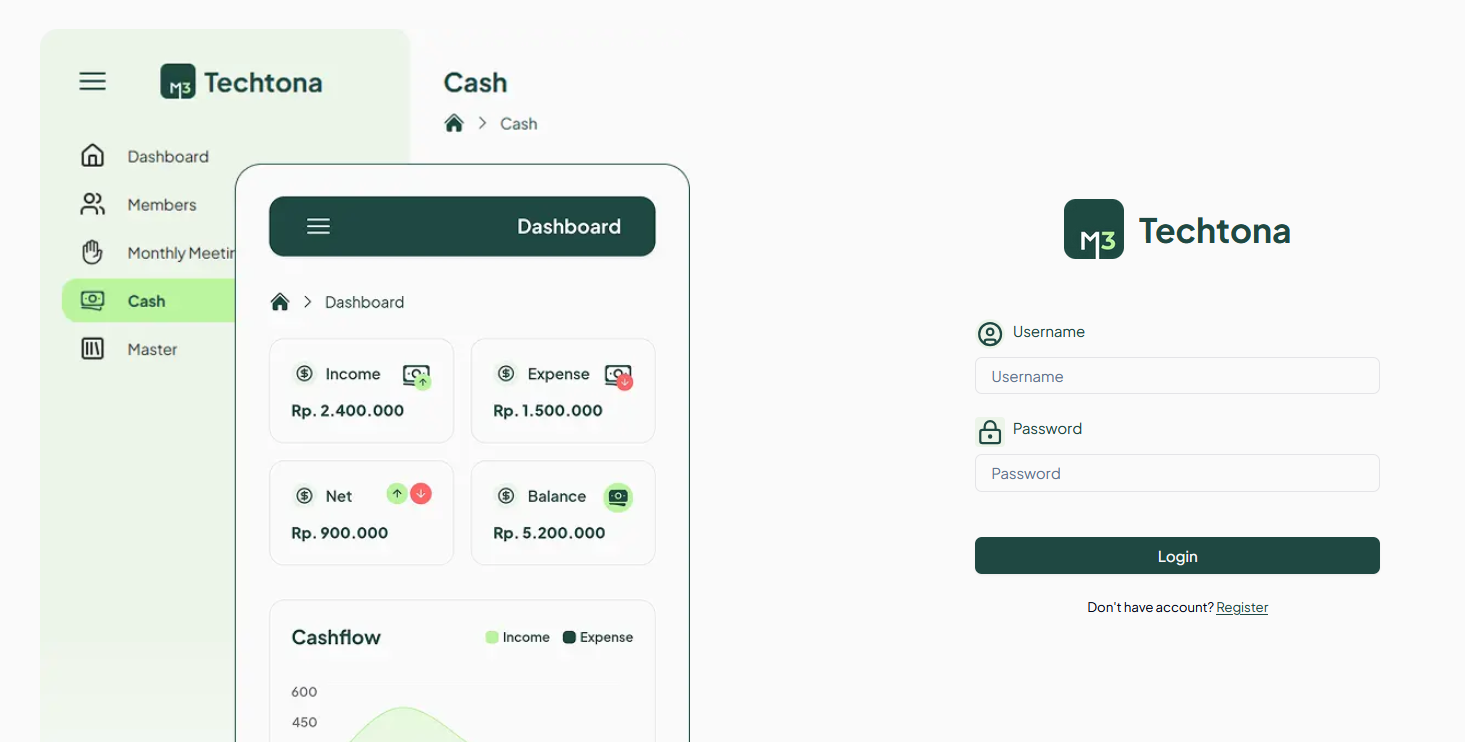 M3 Techtona
Dashboard
Members
Monthly Meetin
Cash
Master
Cash
Cash
Dashboard
Dashboard
Income
Rp. 2.400.000
Expense
Rp. 1.500.000
Net
Rp. 900.000
Balance
Rp. 5.200.000
Cashflow
Income Expense
600
450
M3 Techtona
Username
Username
Password
Password
Login
Don't have account? Register